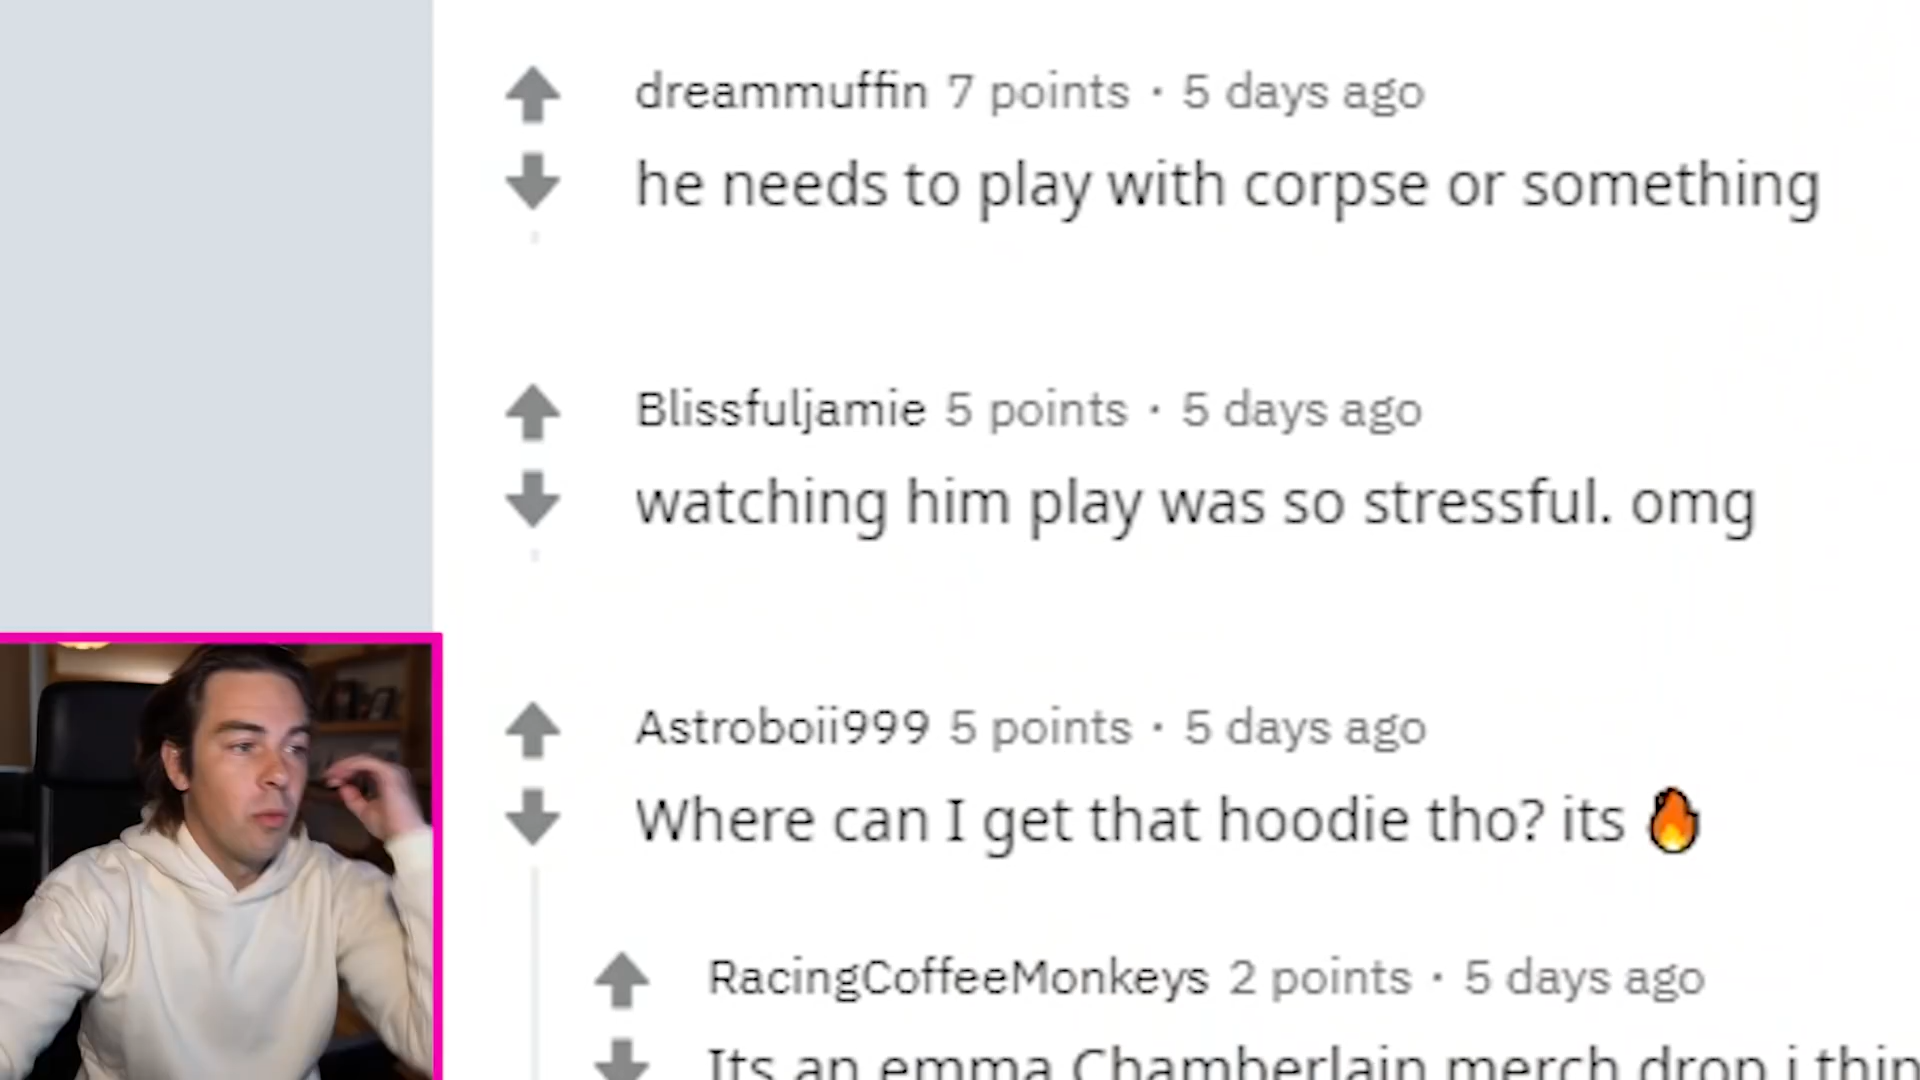 dreammuffin 7 points · 5 days ago
he needs to play with corpse or something
Blissfuljamie 5 points · 5 days ago
watching him play was so stressful. omg
Astroboii999 5 points · 5 days ago
Where can I get that hoodie tho? its 🔥
RacingCoffeeMonkeys 2 points · 5 days ago
Its an emma Chamberlain merch drop i thin